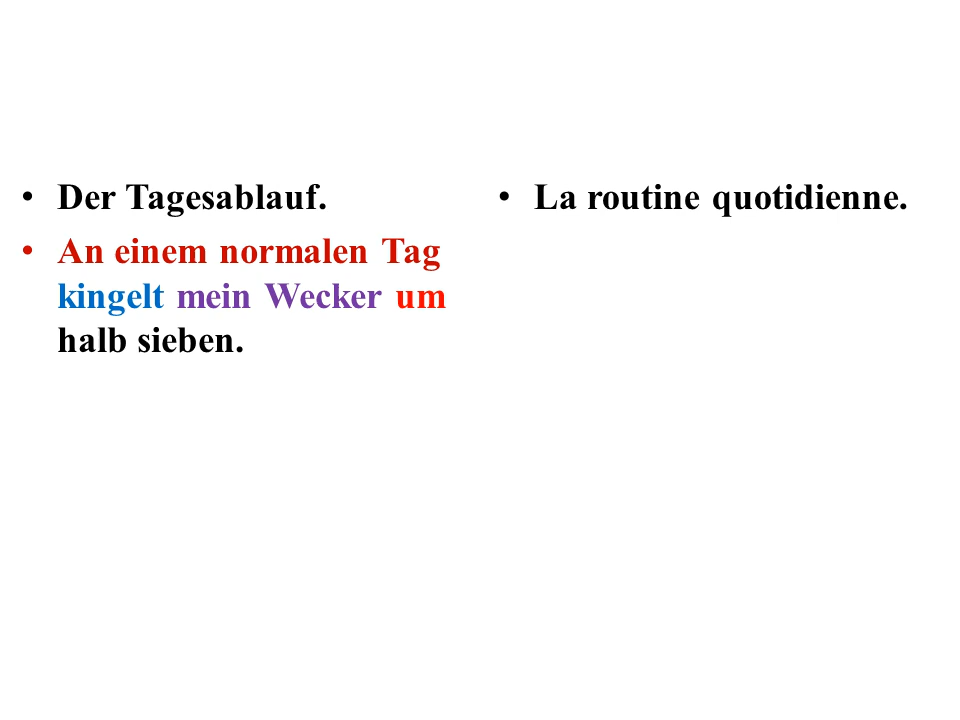 • Der Tagesablauf.
• An einem normalen Tag
kingelt mein Wecker um
halb sieben.
• La routine quotidienne.